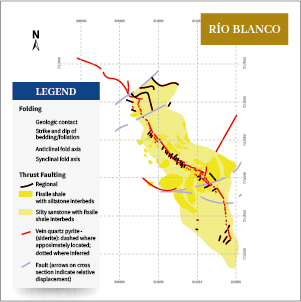 RÍO BLANCO
N
LEGEND
Folding
Geologic contact
Strike and dip of
bedding/foliation
Anticlinal fold axis
Synclinal fold axis
Thrust Faulting
Regional
Fissile shale
with siltstone interbeds
Silty sanstone with fissile
shale interbeds
Vein quartz pyrite -
(siderite): dashed where
appoximately located;
dotted where inferred
Fault (arrows on cross
section indicate relative
displacement)